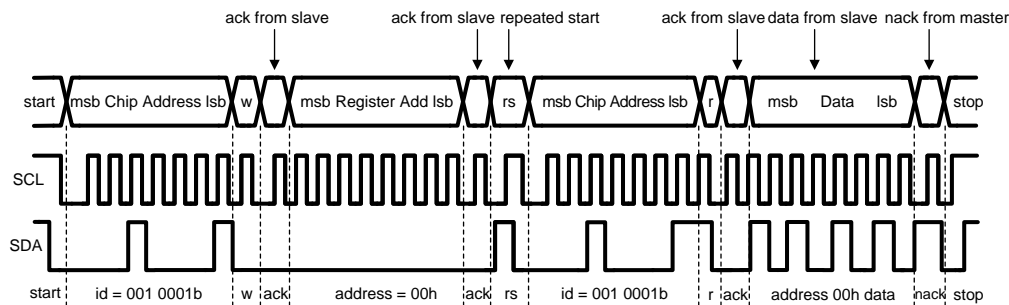 ack from slave ack from slave repeated start ack from slave data from slave nack from master
start msb Chip Address lsb w msb Register Add lsb rs msb Chip Address lsb r msb Data lsb stop
SCL
SDA
start id = 001 0001b w ack address = 00h ack rs id = 001 0001b r ack address 00h data nack stop